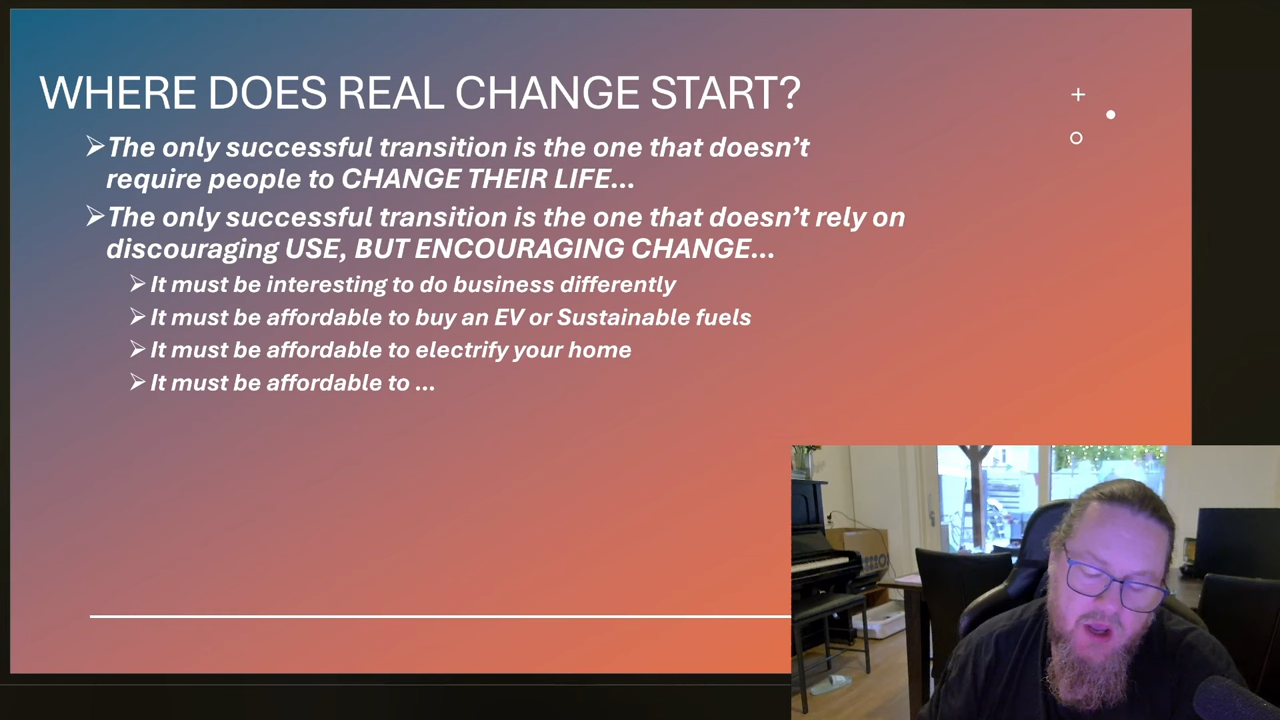 WHERE DOES REAL CHANGE START?
➢The only successful transition is the one that doesn’t
require people to CHANGE THEIR LIFE...
➢The only successful transition is the one that doesn’t rely on
discouraging USE, BUT ENCOURAGING CHANGE...
➢It must be interesting to do business differently
➢It must be affordable to buy an EV or Sustainable fuels
➢It must be affordable to electrify your home
➢It must be affordable to ...